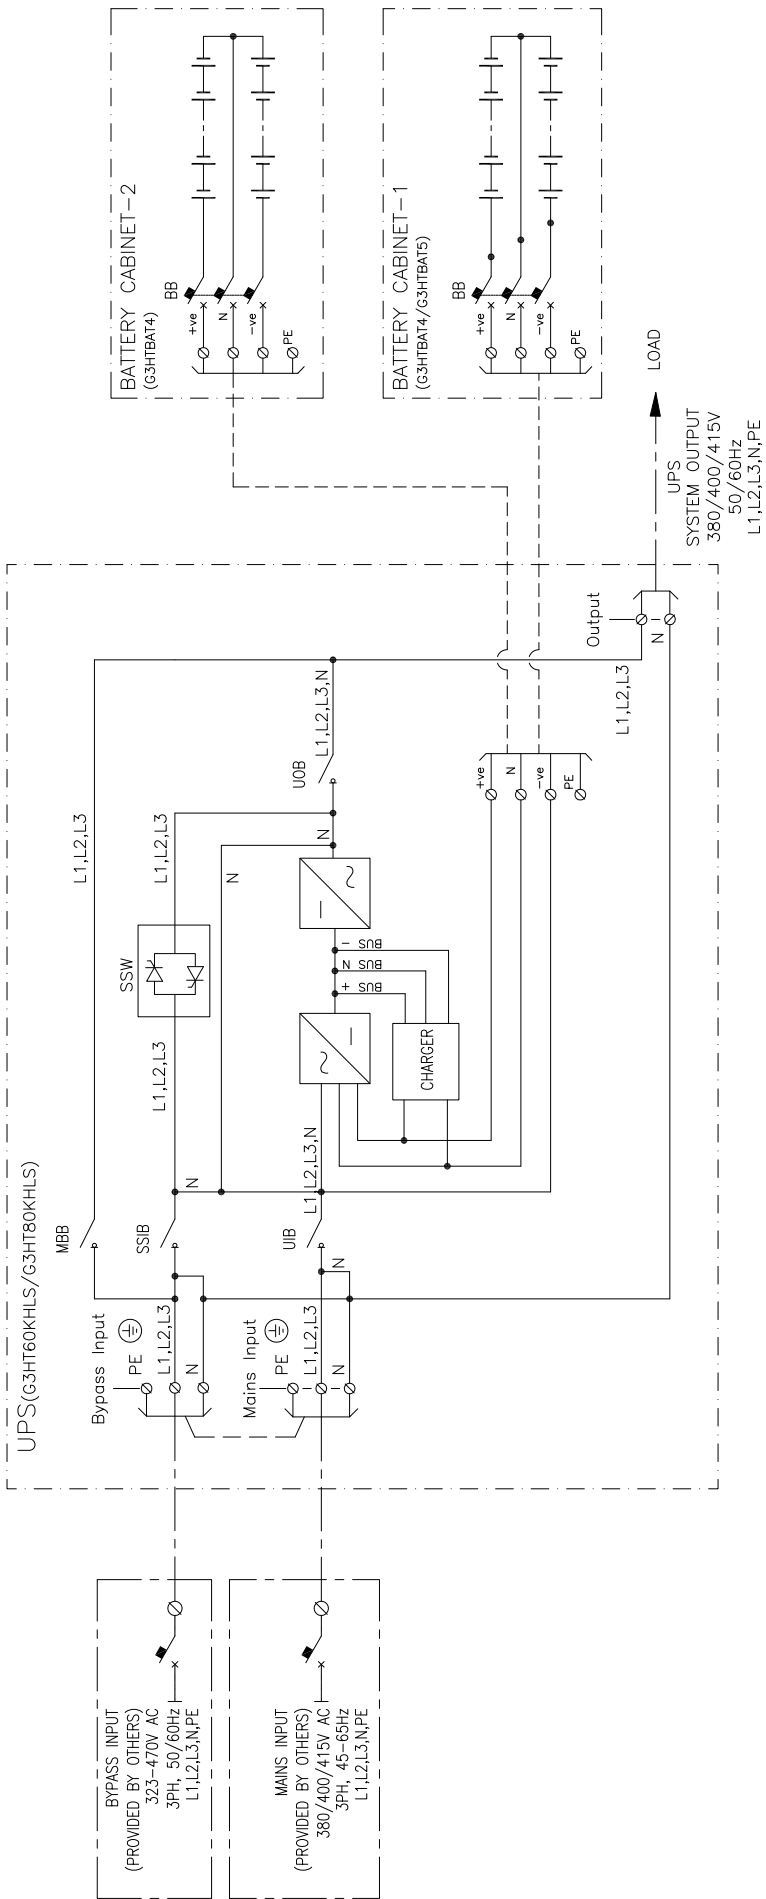 BATTERY CABINET-2
(G3HTBAT4)
BB
+ve
N
-ve
PE
BATTERY CABINET-1
(G3HTBAT4/G3HTBAT5)
BB
+ve
N
-ve
PE
LOAD
UPS
SYSTEM OUTPUT
380/400/415V
50/60Hz
L1,L2,L3,N,PE
UPS(G3HT60KHLS/G3HT80KHLS)
Output
N
L1,L2,L3
L1,L2,L3,N
UOB
+ve
N
-ve
PE
L1,L2,L3
L1,L2,L3
N
N
SSW
- BUS
N BUS
+ BUS
CHARGER
L1,L2,L3
L1,L2,L3,N
N
MBB
SSIB
UIB
N
Bypass Input
PE
L1,L2,L3
N
Mains Input
PE
L1,L2,L3
N
BYPASS INPUT
(PROVIDED BY OTHERS)
323-470V AC
3PH, 50/60Hz
L1,L2,L3,N,PE
MAINS INPUT
(PROVIDED BY OTHERS)
380/400/415V AC
3PH, 45-65Hz
L1,L2,L3,N,PE